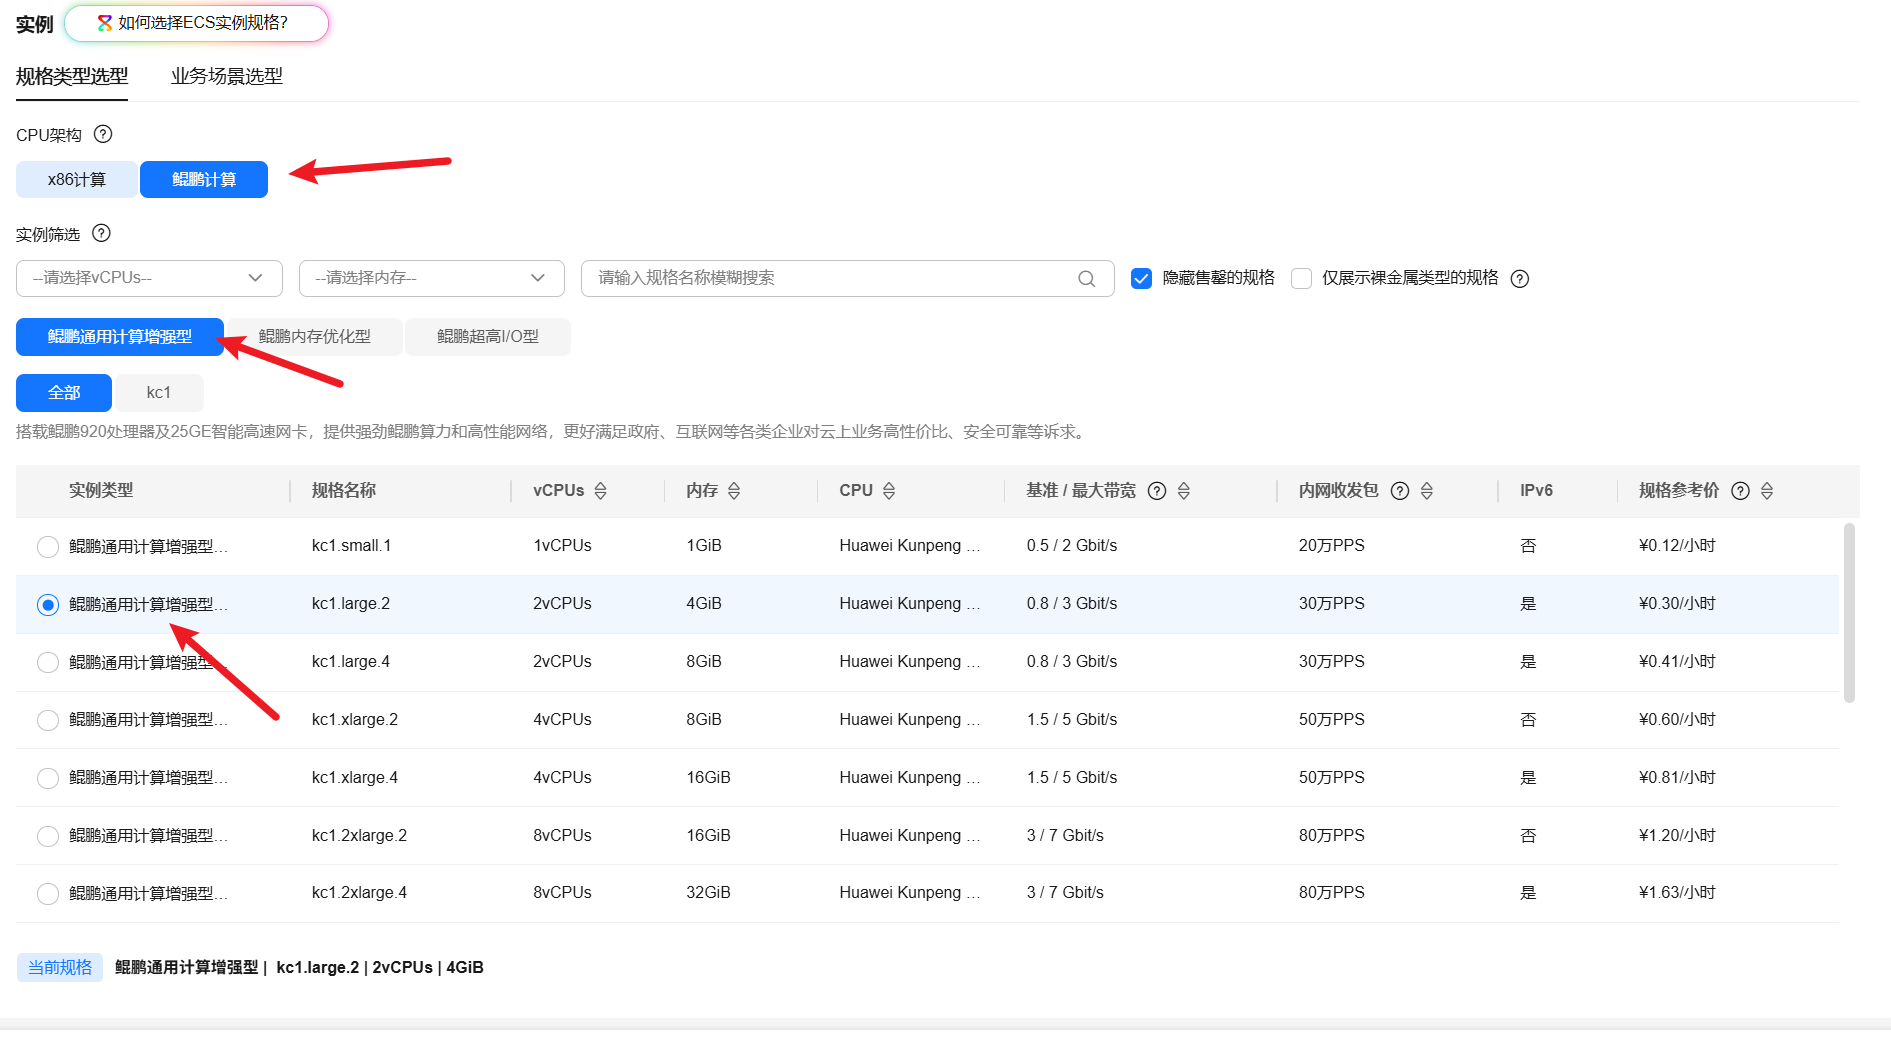 实例 如何选择ECS实例规格?
规格类型选型 业务场景选型
CPU架构 ?
x86计算 鲲鹏计算
实例筛选 ?
--请选择vCPUs-- --请选择内存-- 请输入规格名称模糊搜索 隐藏售罄的规格 仅展示裸金属类型的规格 ?
鲲鹏通用计算增强型 鲲鹏内存优化型 鲲鹏超高I/O型
全部 kc1
搭载鲲鹏920处理器及25GE智能高速网卡，提供强劲鲲鹏算力和高性能网络，更好满足政府、互联网等各类企业对云上业务高性价比、安全可靠等诉求。
实例类型 规格名称 vCPUs 内存 CPU 基准 / 最大带宽 ? 内网收发包 ? IPv6 规格参考价 ?
鲲鹏通用计算增强型... kc1.small.1 1vCPUs 1GiB Huawei Kunpeng ... 0.5 / 2 Gbit/s 20万PPS 否 ¥0.12/小时
鲲鹏通用计算增强型... kc1.large.2 2vCPUs 4GiB Huawei Kunpeng ... 0.8 / 3 Gbit/s 30万PPS 是 ¥0.30/小时
鲲鹏通用计算增强型... kc1.large.4 2vCPUs 8GiB Huawei Kunpeng ... 0.8 / 3 Gbit/s 30万PPS 是 ¥0.41/小时
鲲鹏通用计算增强型... kc1.xlarge.2 4vCPUs 8GiB Huawei Kunpeng ... 1.5 / 5 Gbit/s 50万PPS 否 ¥0.60/小时
鲲鹏通用计算增强型... kc1.xlarge.4 4vCPUs 16GiB Huawei Kunpeng ... 1.5 / 5 Gbit/s 50万PPS 是 ¥0.81/小时
鲲鹏通用计算增强型... kc1.2xlarge.2 8vCPUs 16GiB Huawei Kunpeng ... 3 / 7 Gbit/s 80万PPS 否 ¥1.20/小时
鲲鹏通用计算增强型... kc1.2xlarge.4 8vCPUs 32GiB Huawei Kunpeng ... 3 / 7 Gbit/s 80万PPS 是 ¥1.63/小时
当前规格 鲲鹏通用计算增强型 | kc1.large.2 | 2vCPUs | 4GiB